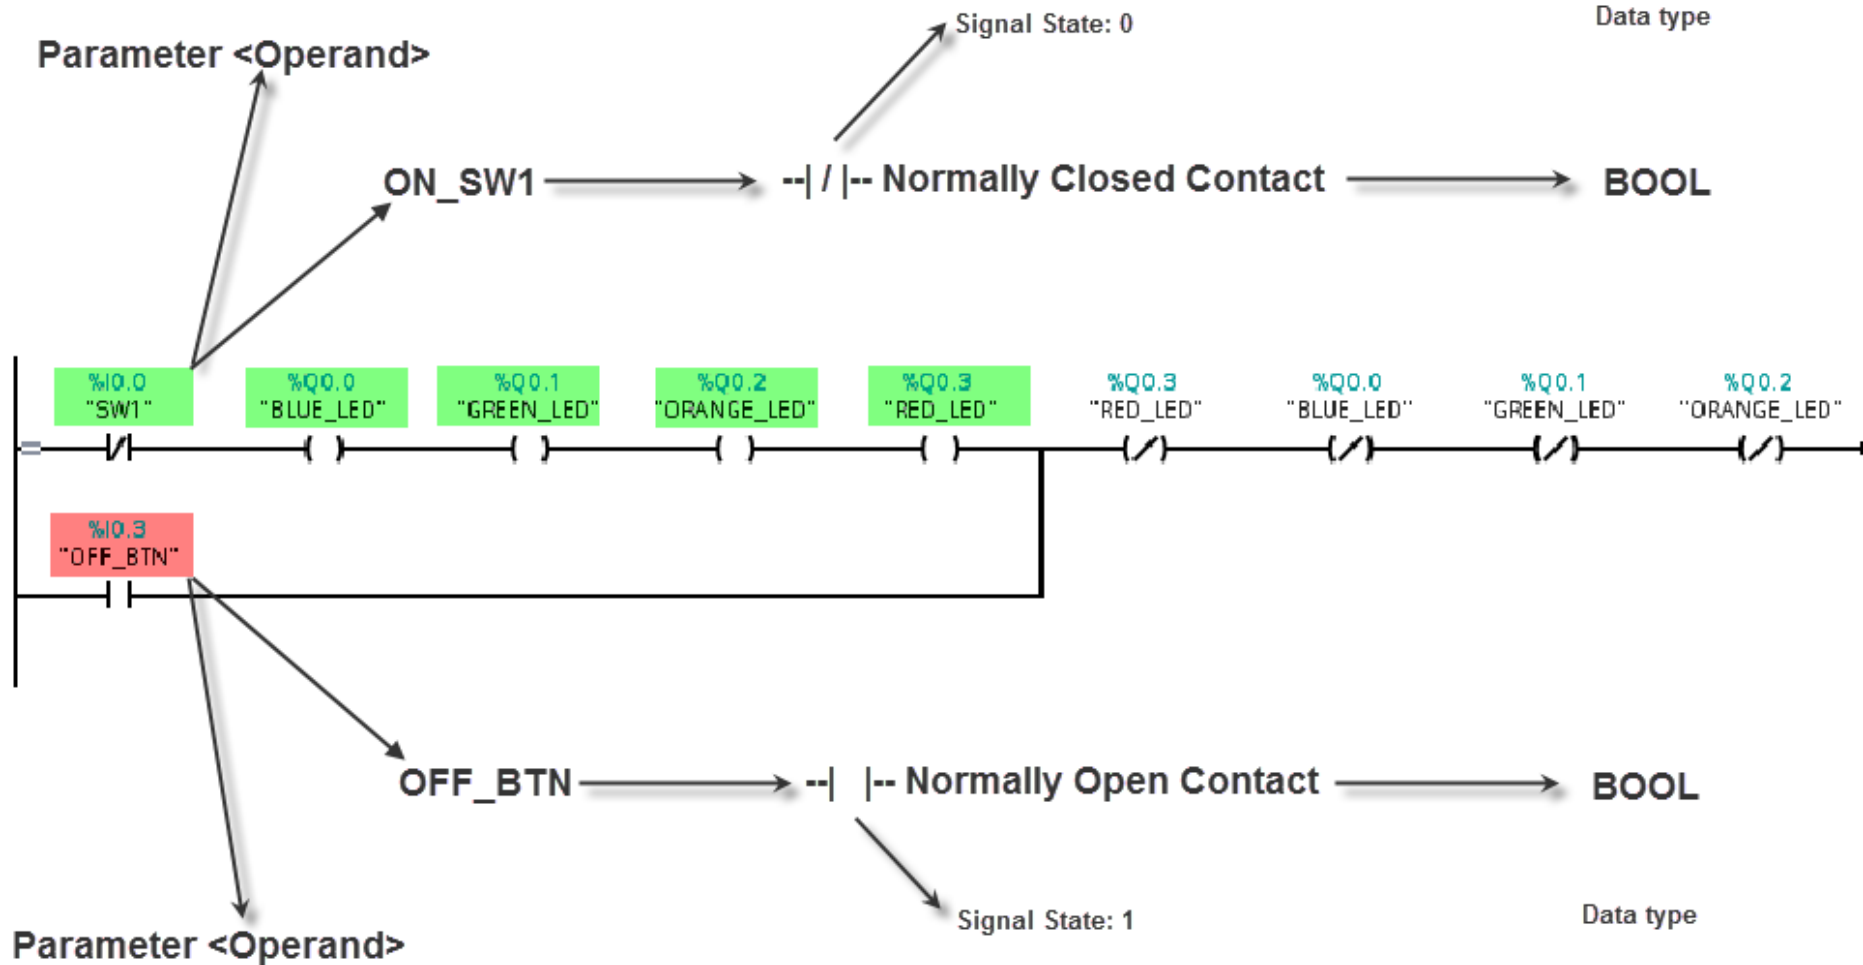 Signal State: 0
Data type
Parameter <Operand>
ON_SW1
--| / |-- Normally Closed Contact
BOOL
%I0.0
"SW1"
%Q0.0
"BLUE_LED"
%Q0.1
"GREEN_LED"
%Q0.2
"ORANGE_LED"
%Q0.3
"RED_LED"
%Q0.3
"RED_LED"
%Q0.0
"BLUE_LED"
%Q0.1
"GREEN_LED"
%Q0.2
"ORANGE_LED"
%I0.3
"OFF_BTN"
OFF_BTN
--| |-- Normally Open Contact
BOOL
Signal State: 1
Data type
Parameter <Operand>